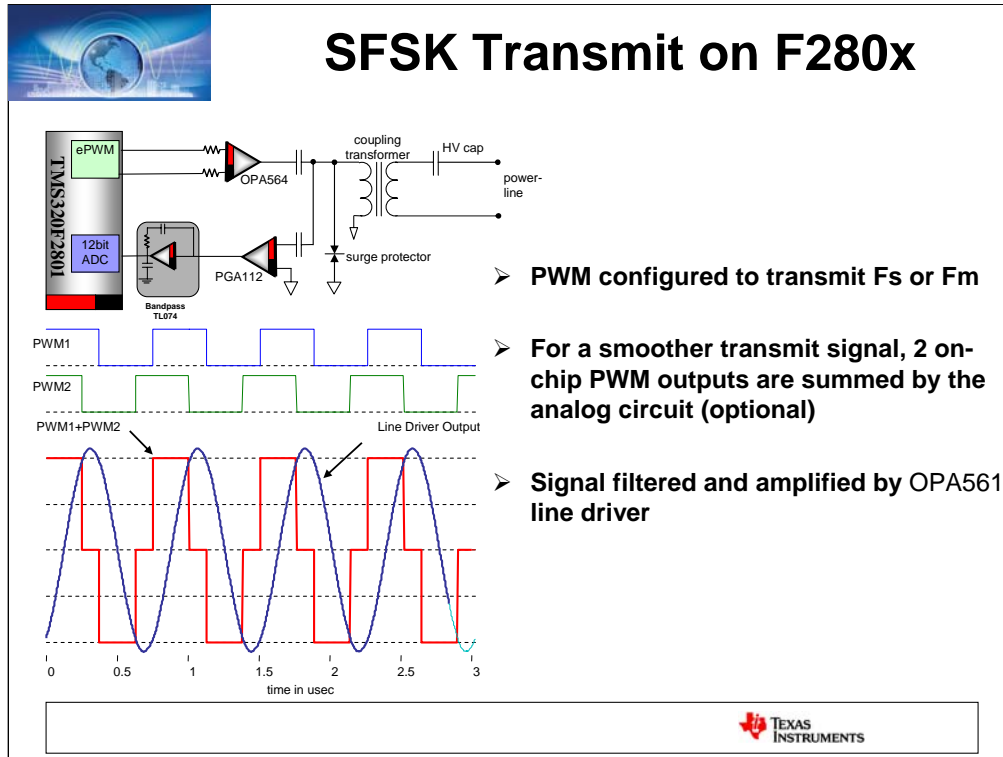 SFSK Transmit on F280x
TMS320F2801
ePWM
12bit
ADC
OPA564
coupling
transformer
HV cap
power-
line
surge protector
PGA112
Bandpass
TL074
➢ PWM configured to transmit Fs or Fm
➢ For a smoother transmit signal, 2 on-
chip PWM outputs are summed by the
analog circuit (optional)
➢ Signal filtered and amplified by OPA561
line driver
PWM1
PWM2
PWM1+PWM2
Line Driver Output
0 0.5 1 1.5 2 2.5 3
time in usec
TEXAS
INSTRUMENTS